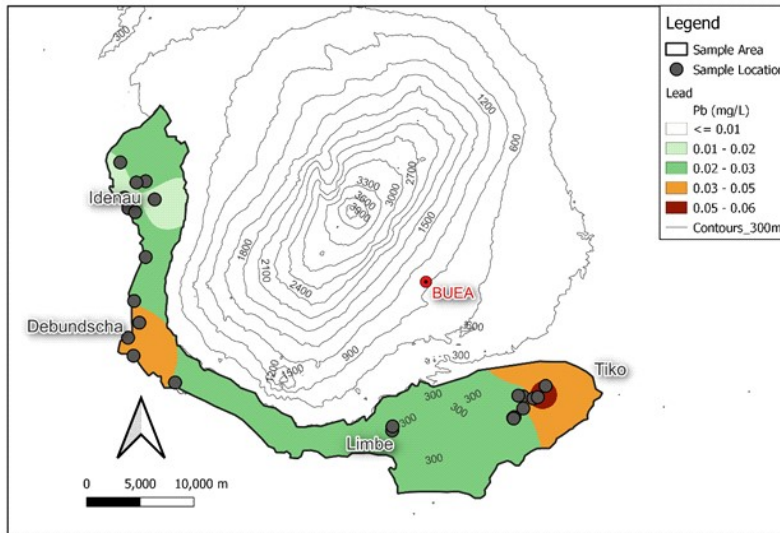 Legend
Sample Area
Sample Location
Lead
Pb (mg/L)
<= 0.01
0.01 - 0.02
0.02 - 0.03
0.03 - 0.05
0.05 - 0.06
Contours_300m
300
1200
600
2700
3300
3000
3600
3900
1500
Idenau
1800
2100
2400
BUEA
Debundscha
900
300
1200
1500
Tiko
300
300
300
300
Limbe
300
0 5,000 10,000 m